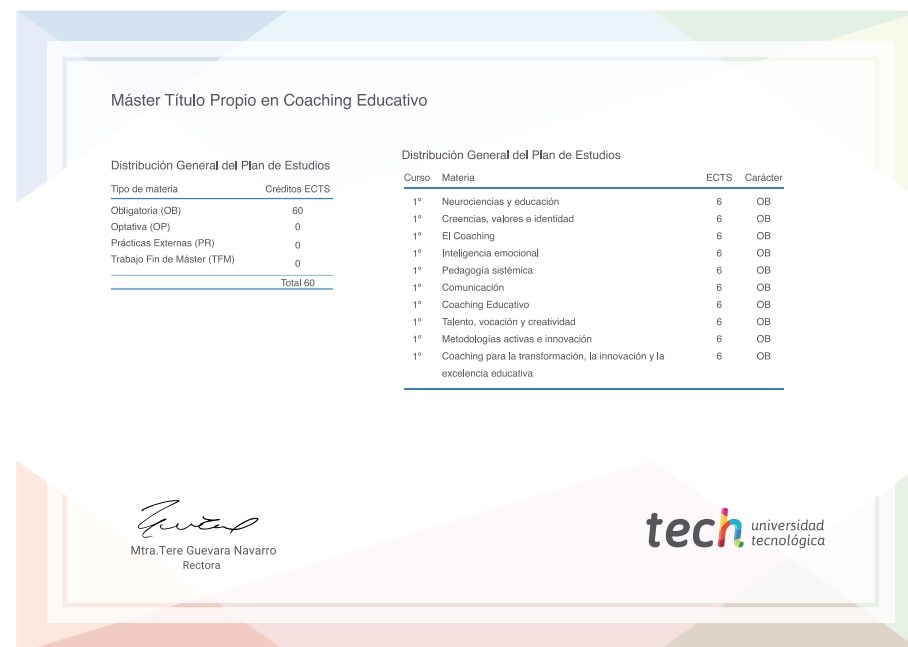 Máster Título Propio en Coaching Educativo
Distribución General del Plan de Estudios
Tipo de materia Créditos ECTS
Obligatoria (OB) 60
Optativa (OP) 0
Prácticas Externas (PR) 0
Trabajo Fin de Máster (TFM) 0
Total 60
Distribución General del Plan de Estudios
Curso Materia ECTS Carácter
1º Neurociencias y educación 6 OB
1º Creencias, valores e identidad 6 OB
1º El Coaching 6 OB
1º Inteligencia emocional 6 OB
1º Pedagogía sistémica 6 OB
1º Comunicación 6 OB
1º Coaching Educativo 6 OB
1º Talento, vocación y creatividad 6 OB
1º Metodologías activas e innovación 6 OB
1º Coaching para la transformación, la innovación y la 6 OB
excelencia educativa
Mtra.Tere Guevara Navarro
Rectora
tech universidad
tecnológica